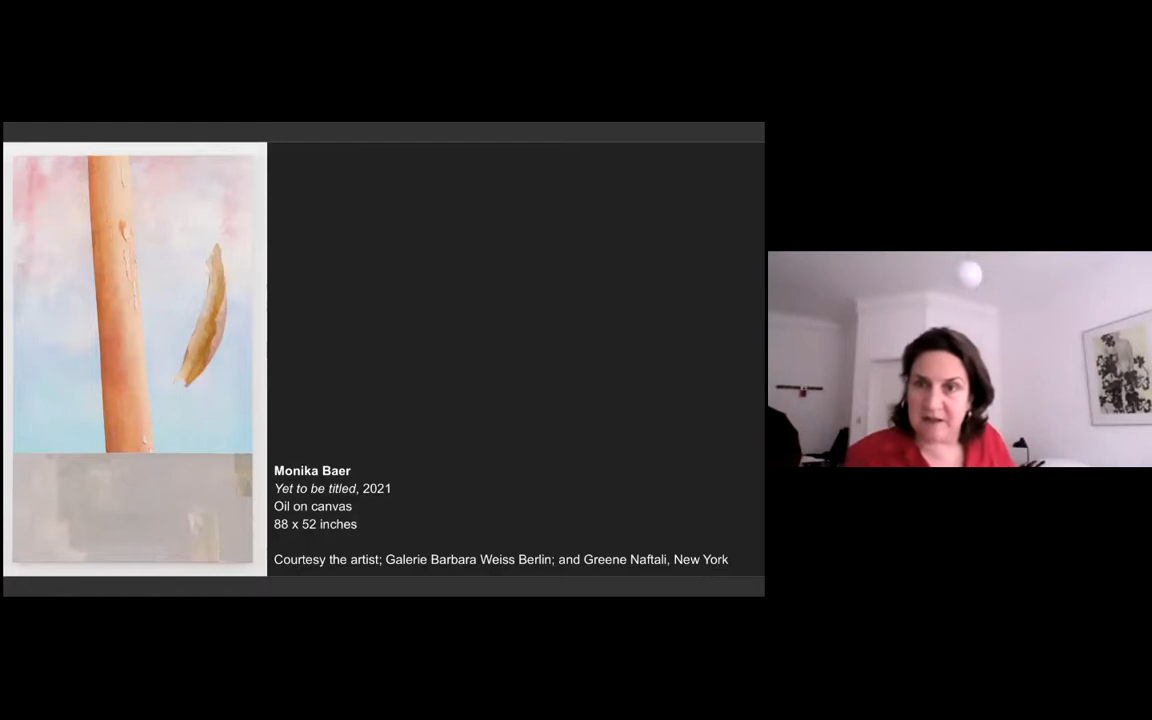 Monika Baer
Yet to be titled, 2021
Oil on canvas
88 x 52 inches
Courtesy the artist; Galerie Barbara Weiss Berlin; and Greene Naftali, New York